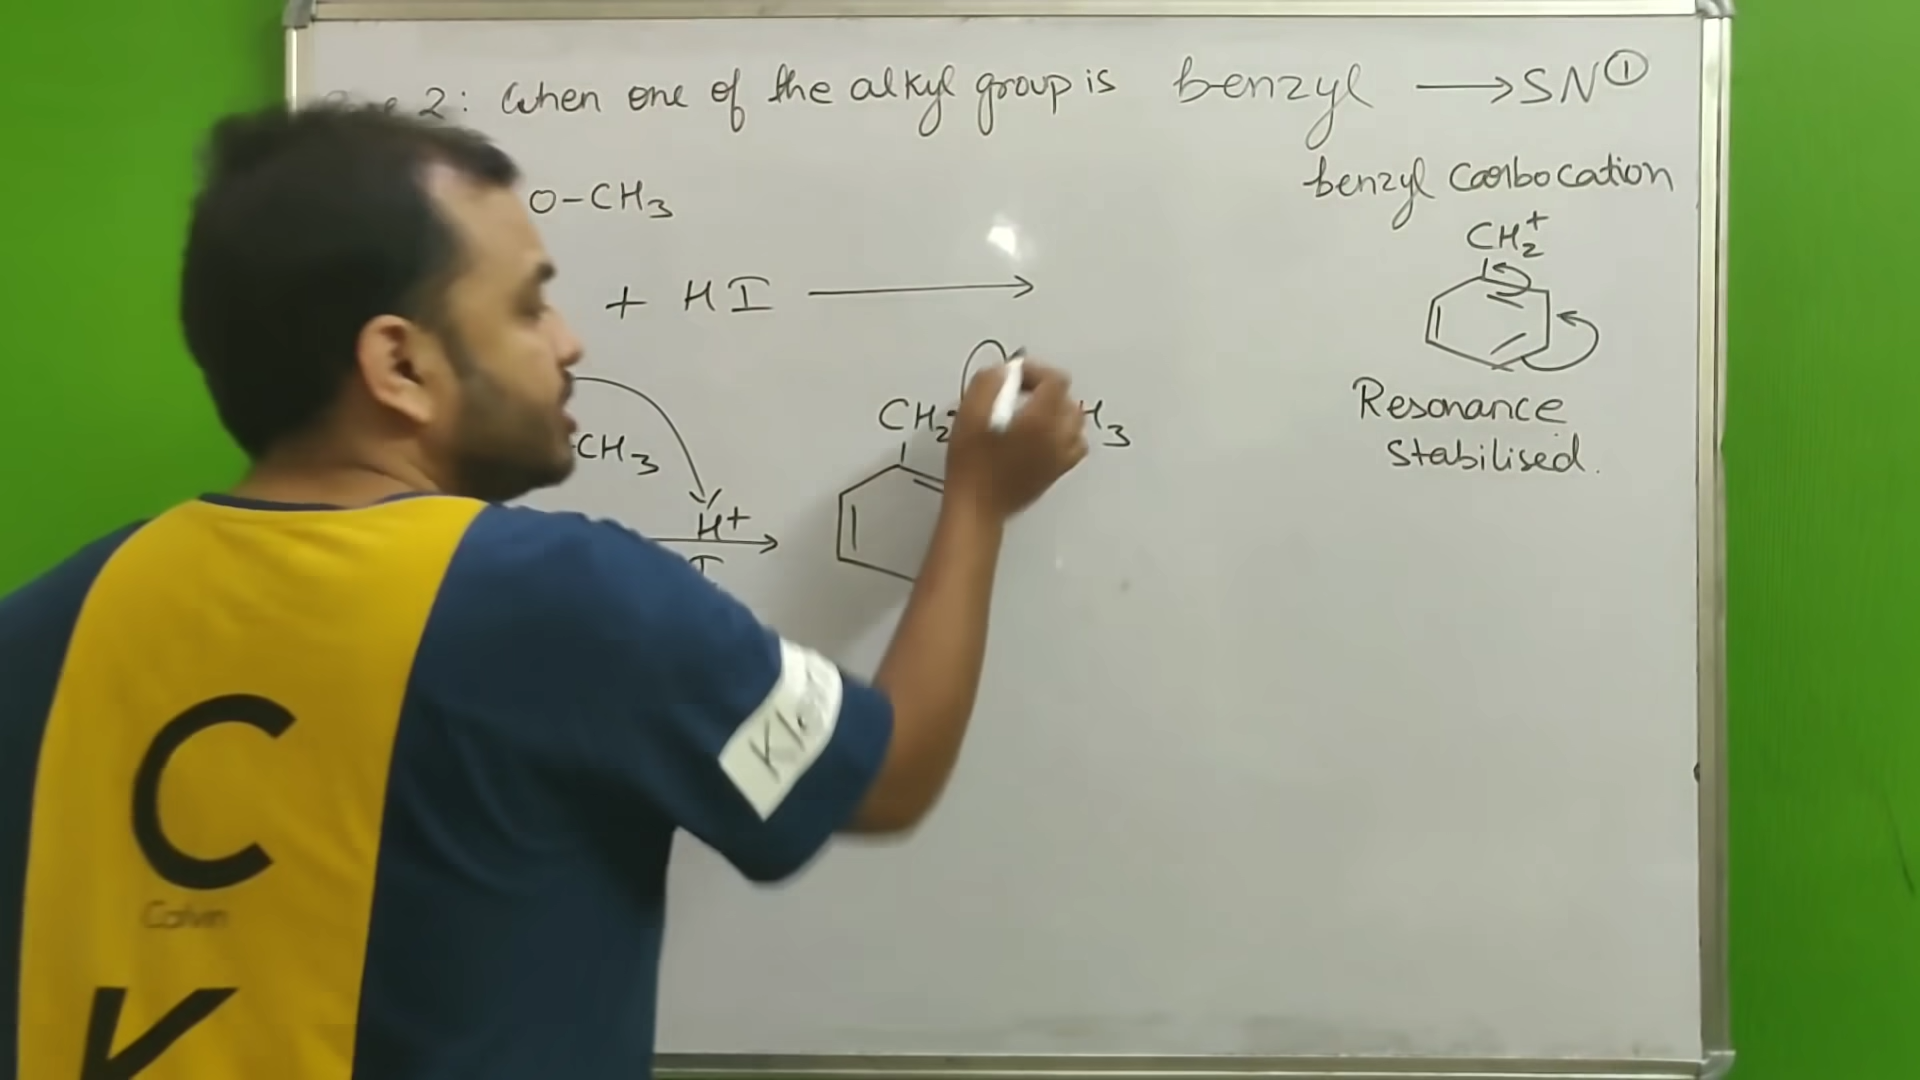 2: When one of the alkyl group is benzyl → SN①
benzyl Carbocation
O-CH3
CH2+
+ HI →
Resonance
stabilised.
CH2
H3
CH3
H+
I
C
Calvin
K